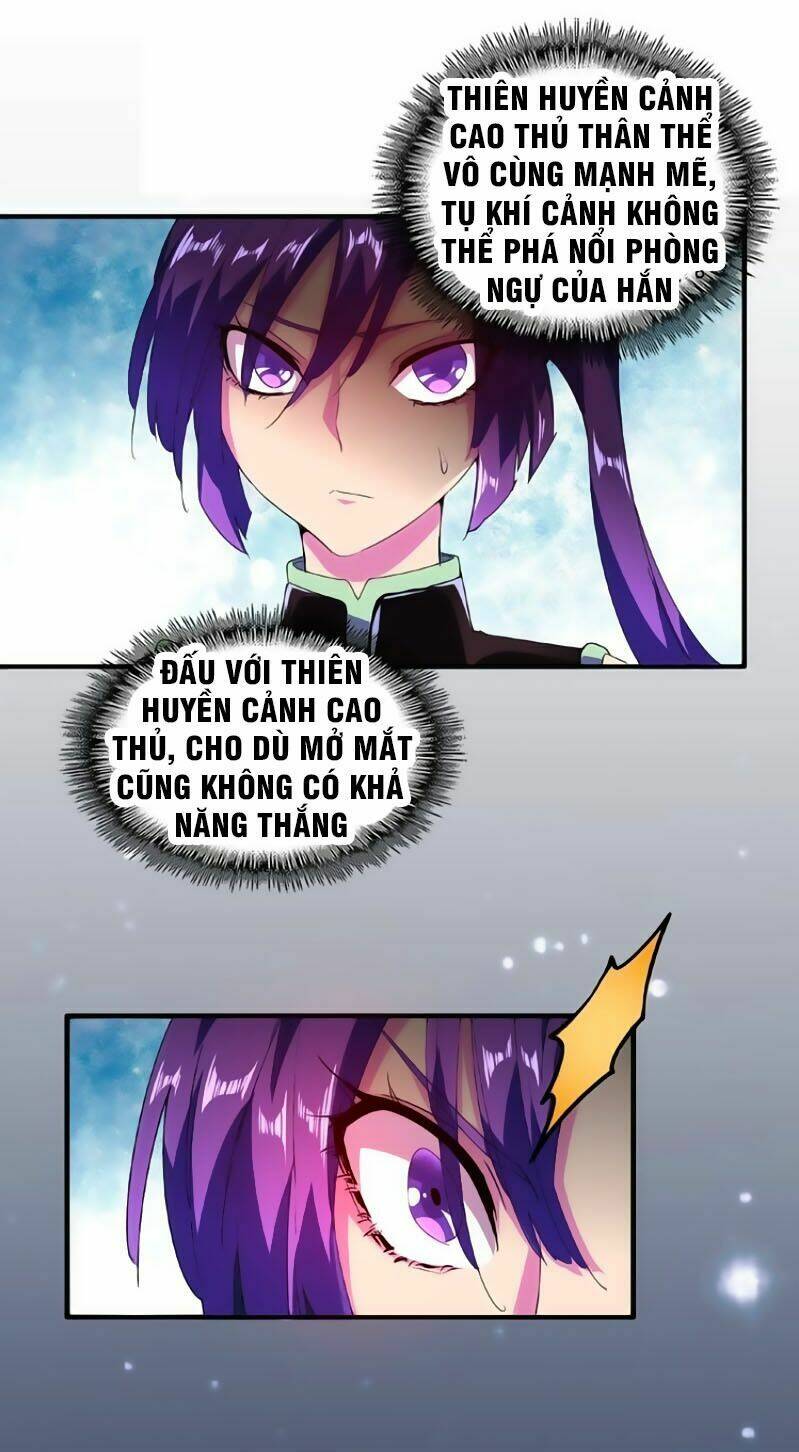 THIÊN HUYỀN CẢNH
CAO THỦ THÂN THỂ
VÔ CÙNG MẠNH MẼ,
TỤ KHÍ CẢNH KHÔNG
THỂ PHÁ NỔI PHÒNG
NGỰ CỦA HẮN
ĐẤU VỚI THIÊN
HUYỀN CẢNH CAO
THỦ, CHO DÙ MỞ MẮT
CŨNG KHÔNG CÓ KHẢ
NĂNG THẮNG